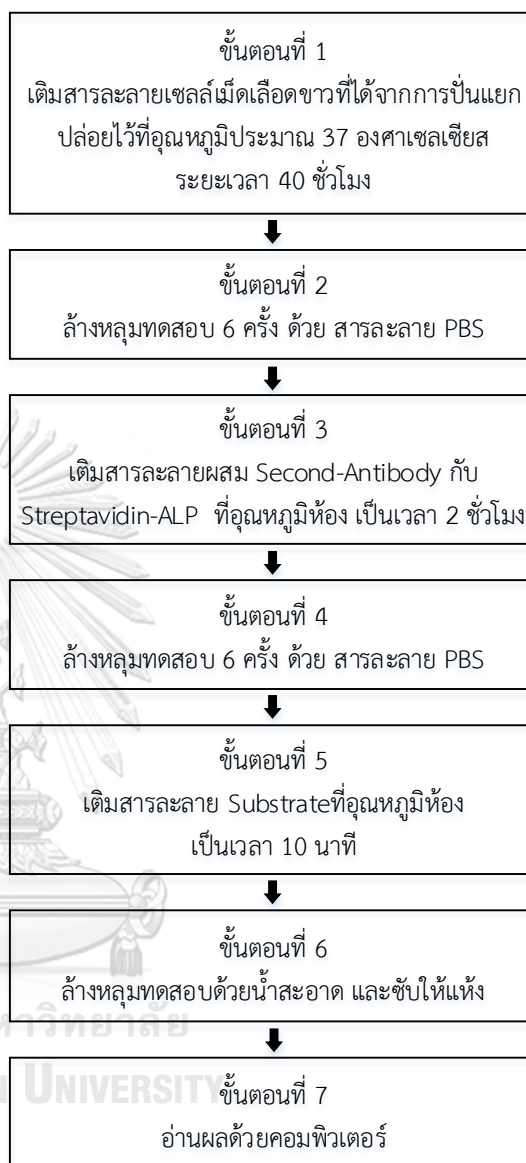 ขั้นตอนที่ 1
เติมสารละลายเซลล์เม็ดเลือดขาวที่ได้จากการปั่นแยก
ปล่อยไว้ที่อุณหภูมิประมาณ 37 องศาเซลเซียส
ระยะเวลา 40 ชั่วโมง
ขั้นตอนที่ 2
ล้างหลุมทดสอบ 6 ครั้ง ด้วย สารละลาย PBS
ขั้นตอนที่ 3
เติมสารละลายผสม Second-Antibody กับ
Streptavidin-ALP ที่อุณหภูมิห้อง เป็นเวลา 2 ชั่วโมง
ขั้นตอนที่ 4
ล้างหลุมทดสอบ 6 ครั้ง ด้วย สารละลาย PBS
ขั้นตอนที่ 5
เติมสารละลาย Substrateที่อุณหภูมิห้อง
เป็นเวลา 10 นาที
ขั้นตอนที่ 6
ล้างหลุมทดสอบด้วยน้ำสะอาด และซับให้แห้ง
UNIVERSITY
ขั้นตอนที่ 7
อ่านผลด้วยคอมพิวเตอร์